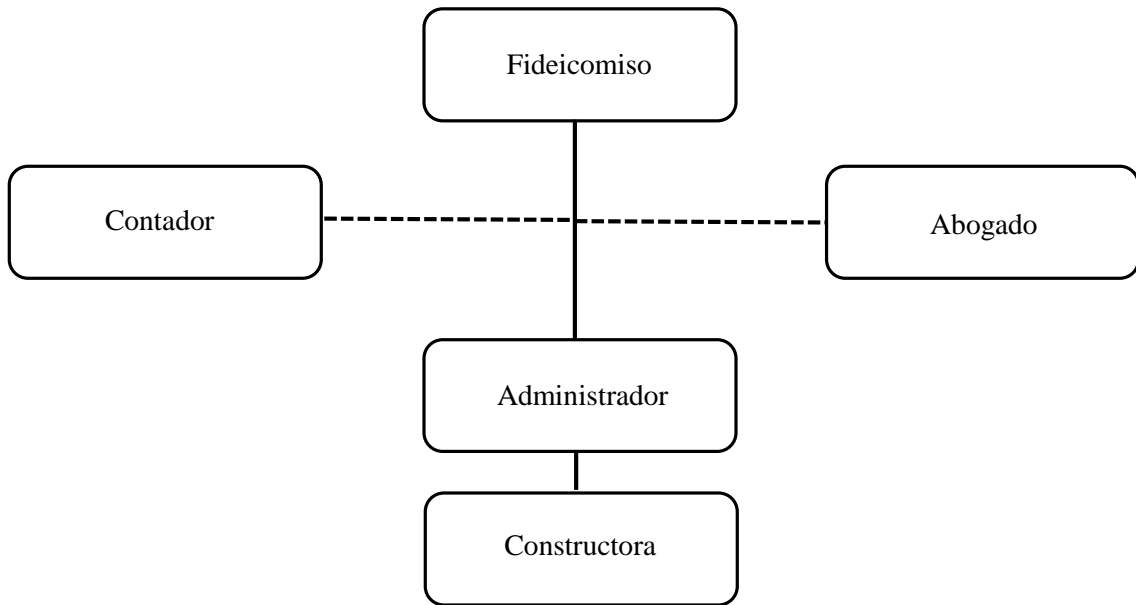 Fideicomiso
Contador
Abogado
Administrador
Constructora